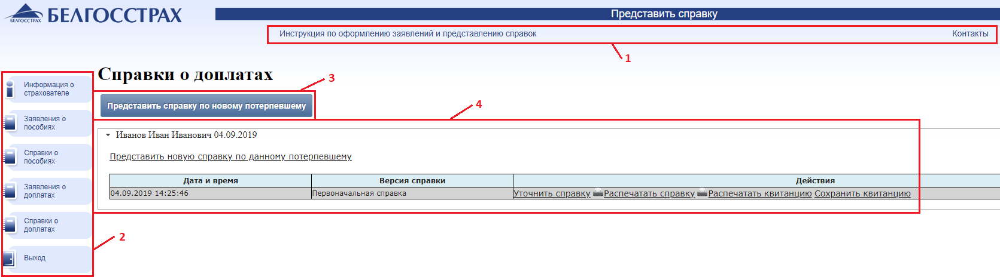 БЕЛГОССТРАХ
БЕЛГОССТРАХ
Представить справку
Инструкция по оформлению заявлений и представлению справок
Контакты
1
Справки о доплатах
3
Представить справку по новому потерпевшему
4
Информация о
страхователе
Заявления о
пособиях
Справки о
пособиях
Заявления о
доплатах
Справки о
доплатах
Выход
2
Иванов Иван Иванович 04.09.2019
Представить новую справку по данному потерпевшему
Дата и время Версия справки Действия
04.09.2019 14:25:46 Первоначальная справка Уточнить справку Распечатать справку Распечатать квитанцию Сохранить квитанцию